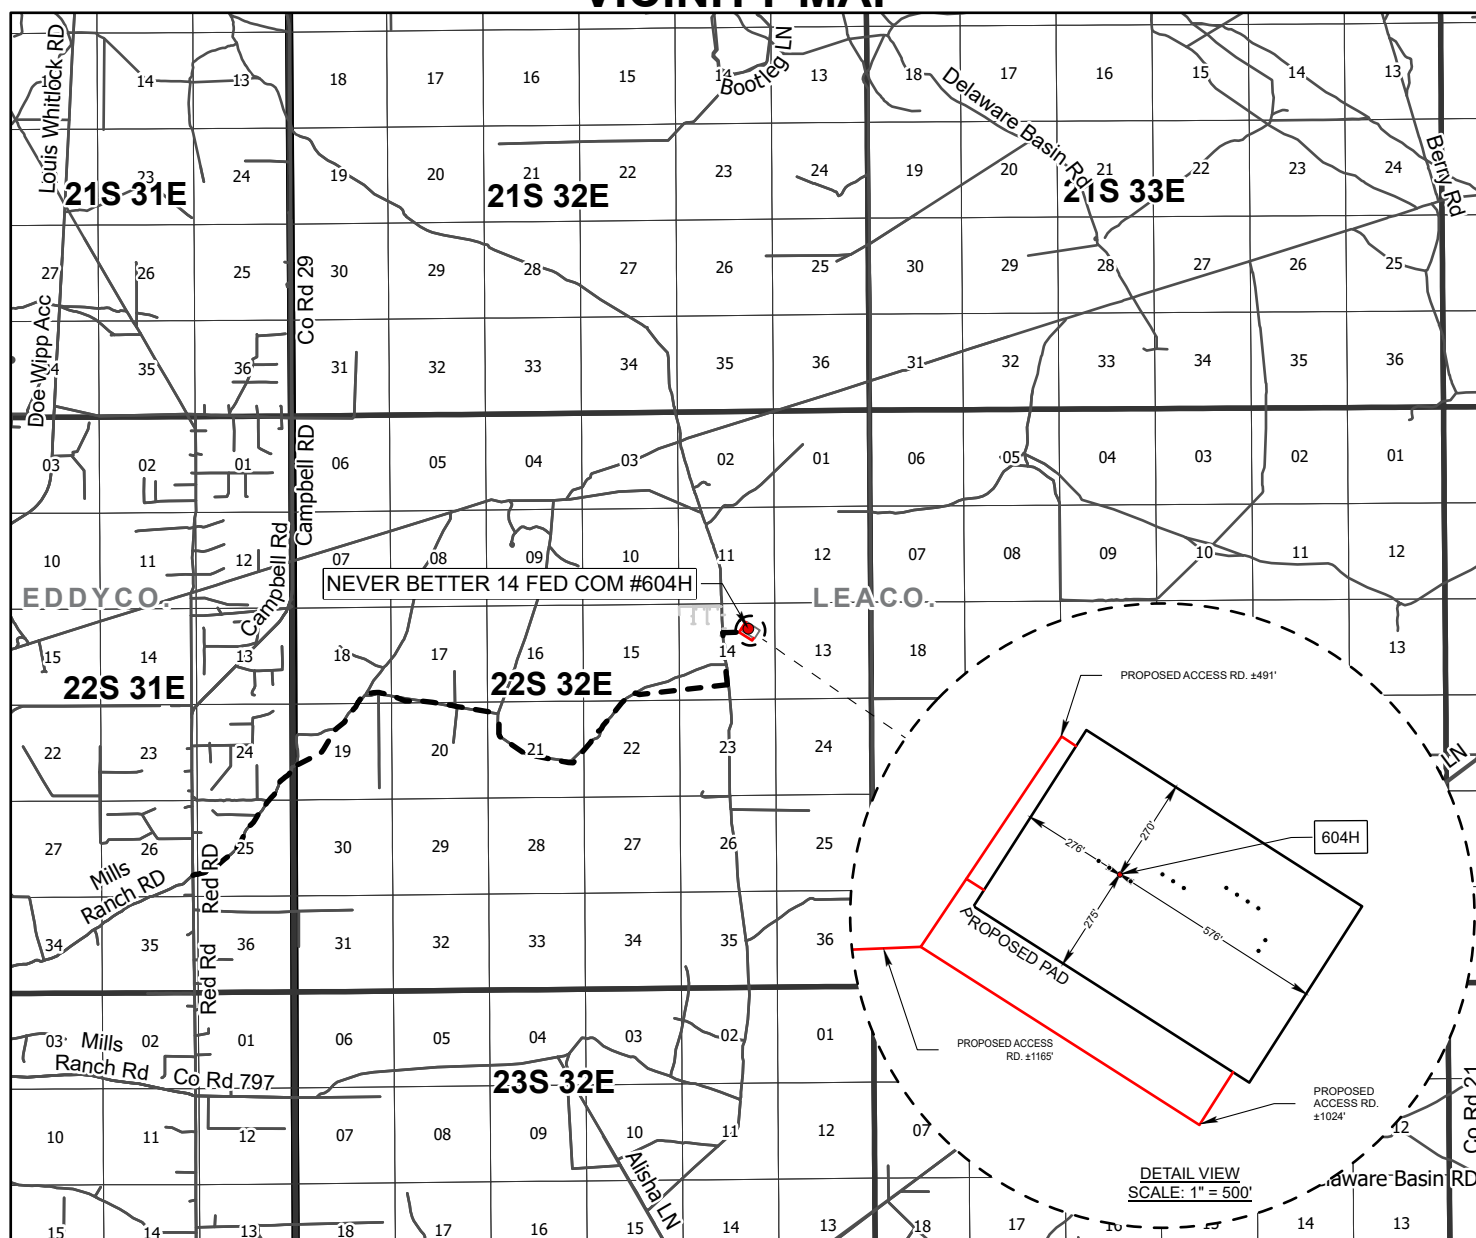 VICINITY MAP
Louis Whitlock RD
Bootleg LN
Delaware Basin Rd
Berry Rd
14 13 18 17 16 15 14 13 18 17 16 15 14 13
23 24 19 20 21 22 23 24 19 20 21 22 23 24
21S 31E
21S 32E
21S 33E
27 26 25 30 29 28 27 26 25 30 29 28 27 26 25
Co Rd 29
Doe Wipp Acc
35 36 31 32 33 34 35 36 31 32 33 34 35 36
03 02 01 06 05 04 03 02 01 06 05 04 03 02 01
Campbell RD
Campbell Rd
10 11 12 07 08 09 10 11 12 07 08 09 10 11 12
NEVER BETTER 14 FED COM #604H
EDDYCO.
LEACO.
15 14 13 18 17 16 15 14 13 18 13
22S 31E
22S 32E
22 23 24 19 20 21 22 23 24
LN
27 26 25 30 29 28 27 26 25
Mills
Ranch RD
Red RD
34 35 36 31 32 33 34 35 36
Red Rd
03 02 01 06 05 04 03 02 01
Mills
Ranch Rd
Co Rd 797
23S 32E
10 11 12 07 08 09 10 11 12 07 12
Co Rd 21
Alisha LN
15 14 13 18 17 16 15 14 13 18 17 14 13
PROPOSED ACCESS RD. ±491'
604H
276'
270'
275'
576'
PROPOSED PAD
PROPOSED ACCESS
RD. ±1165'
PROPOSED
ACCESS RD.
±1024'
DETAIL VIEW
SCALE: 1" = 500'
Basin RD